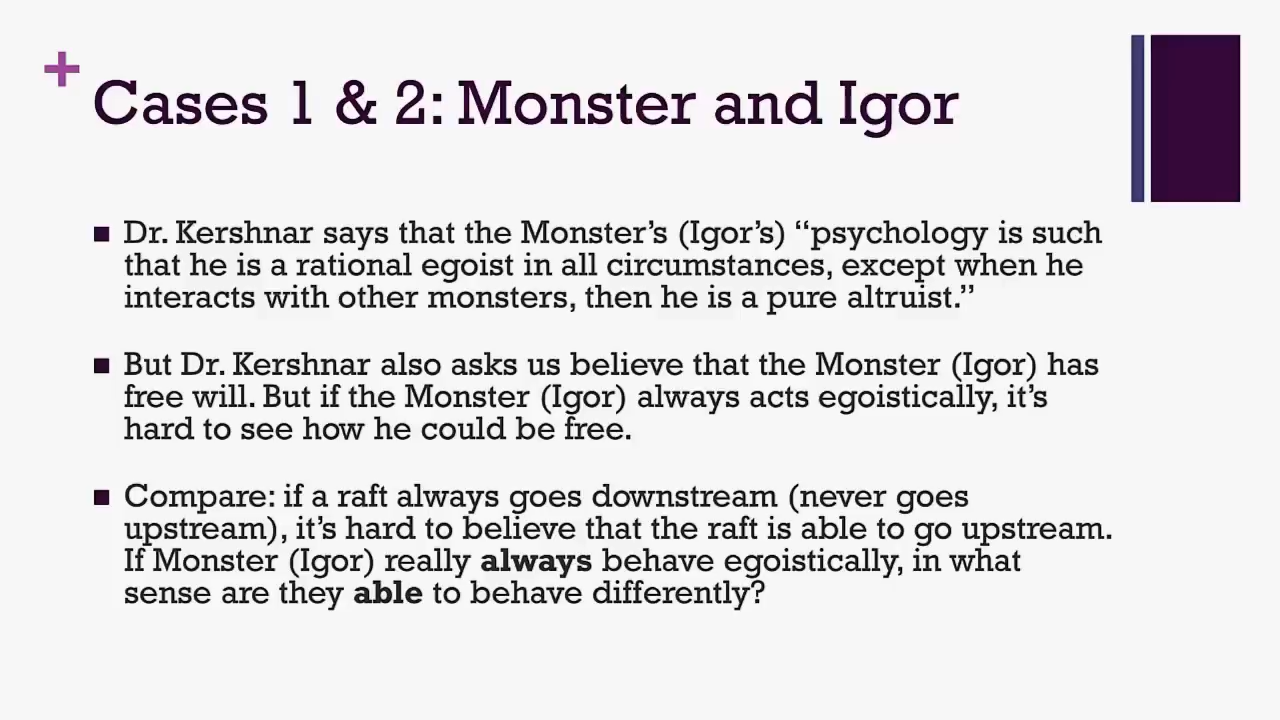 +
Cases 1 & 2: Monster and Igor
■ Dr. Kershnar says that the Monster’s (Igor’s) “psychology is such
that he is a rational egoist in all circumstances, except when he
interacts with other monsters, then he is a pure altruist.”
■ But Dr. Kershnar also asks us believe that the Monster (Igor) has
free will. But if the Monster (Igor) always acts egoistically, it’s
hard to see how he could be free.
■ Compare: if a raft always goes downstream (never goes
upstream), it’s hard to believe that the raft is able to go upstream.
If Monster (Igor) really always behave egoistically, in what
sense are they able to behave differently?